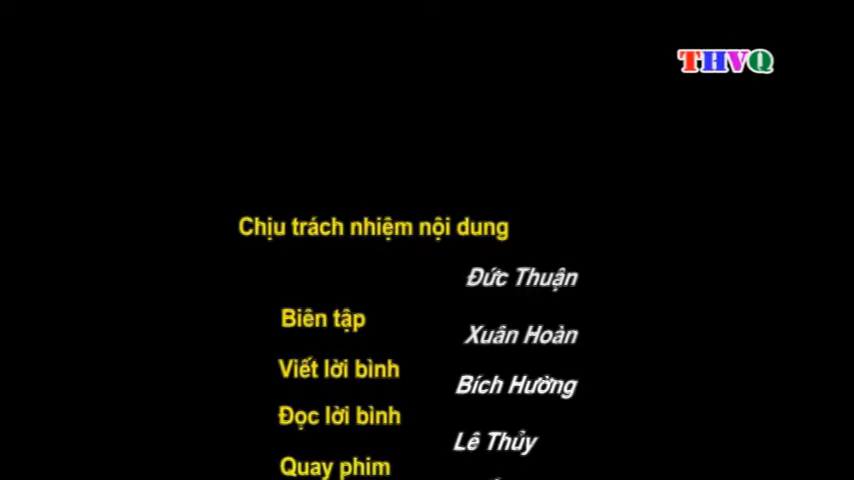 THVQ
Chịu trách nhiệm nội dung
Đức Thuận
Biên tập
Xuân Hoàn
Viết lời bình
Bích Hường
Đọc lời bình
Lê Thủy
Quay phim